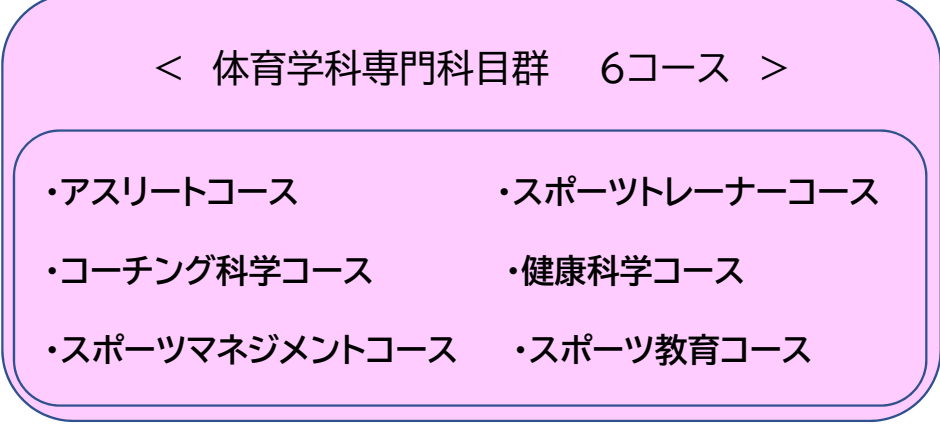 ＜ 体育学科専門科目群　6コース ＞
・アスリートコース　・スポーツトレーナーコース
・コーチング科学コース　・健康科学コース
・スポーツマネジメントコース　・スポーツ教育コース